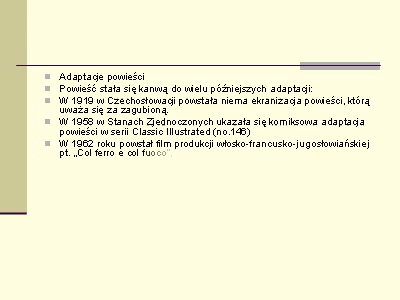 Adaptacje powieści
Powieść stała się kanwą do wielu późniejszych adaptacji:
W 1919 w Czechosłowacji powstała niema ekranizacja powieści, którą
uważa się za zagubioną.
W 1958 w Stanach Zjednoczonych ukazała się komiksowa adaptacja
powieści w serii Classic Illustrated (no.146)
W 1962 roku powstał film produkcji włosko-francusko-jugosłowiańskiej
pt. „Col ferro e col fuoco”.